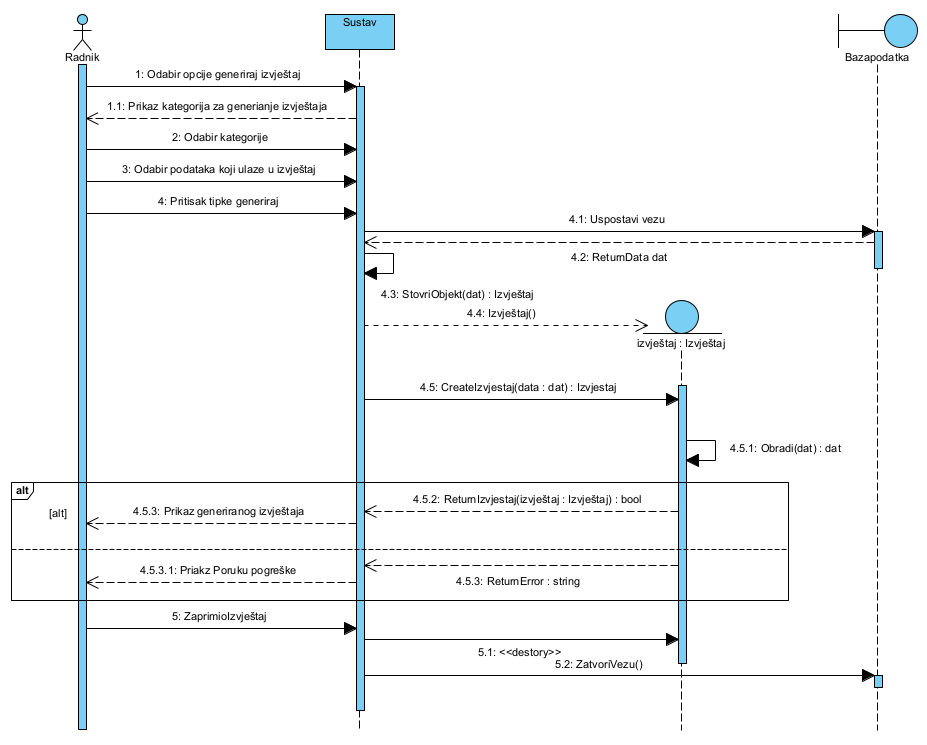 Sustav
Radnik
Bazapodatka
1: Odabir opcije generiraj izvještaj
1.1: Prikaz kategorija za generianje izvještaja
2: Odabir kategorije
3: Odabir podataka koji ulaze u izvještaj
4: Pritisak tipke generiraj
4.1: Uspostavi vezu
4.2: ReturnData dat
4.3: StovriObjekt(dat) : Izvještaj
4.4: Izvještaj()
izvještaj : Izvještaj
4.5: CreateIzvjestaj(data : dat) : Izvjestaj
4.5.1: Obradi(dat) : dat
alt
[alt]
4.5.2: ReturnIzvjestaj(izvještaj : Izvještaj) : bool
4.5.3: Prikaz generiranog izvještaja
4.5.3.1: Priakz Poruku pogreške
4.5.3: ReturnError : string
5: ZaprimioIzvještaj
5.1: <<destory>>
5.2: ZatvoriVezu()